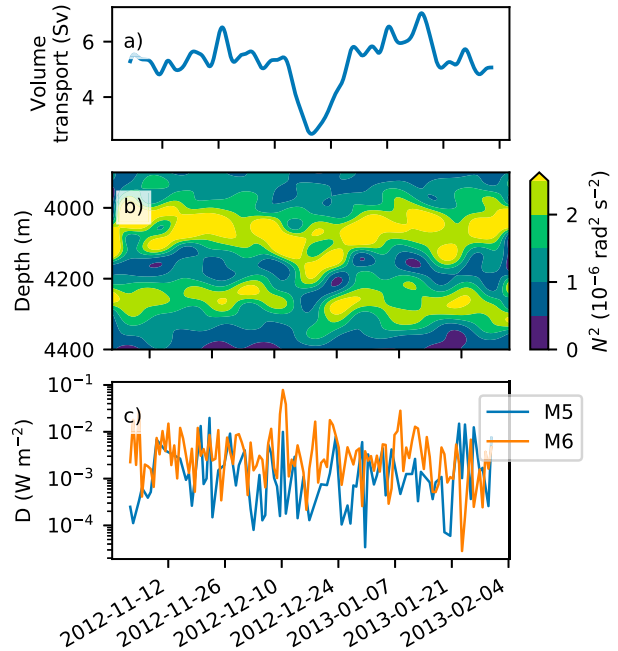 Volume
transport (Sv)
6
4
a)
Depth (m)
4000
4200
4400
b)
2
1
0
N² (10⁻⁶ rad² s⁻²)
D (W m⁻²)
10⁻¹
10⁻²
10⁻³
10⁻⁴
c)
M5
M6
2012-11-12
2012-11-26
2012-12-10
2012-12-24
2013-01-07
2013-01-21
2013-02-04